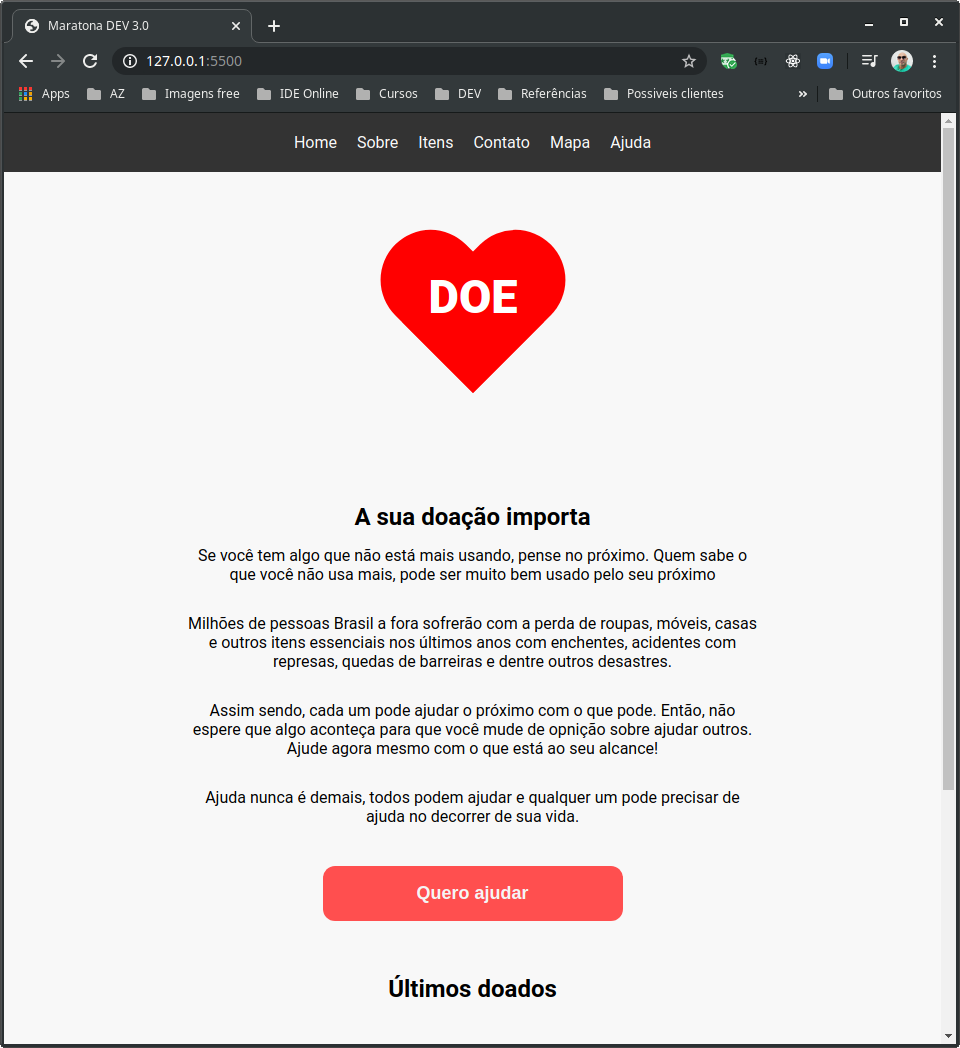 Maratona DEV 3.0
127.0.0.1:5500
Apps AZ Imagens free IDE Online Cursos DEV Referências Possiveis clientes » Outros favoritos
Home Sobre Itens Contato Mapa Ajuda
DOE
A sua doação importa
Se você tem algo que não está mais usando, pense no próximo. Quem sabe o
que você não usa mais, pode ser muito bem usado pelo seu próximo
Milhões de pessoas Brasil a fora sofrerão com a perda de roupas, móveis, casas
e outros itens essenciais nos últimos anos com enchentes, acidentes com
represas, quedas de barreiras e dentre outros desastres.
Assim sendo, cada um pode ajudar o próximo com o que pode. Então, não
espere que algo aconteça para que você mude de opnição sobre ajudar outros.
Ajude agora mesmo com o que está ao seu alcance!
Ajuda nunca é demais, todos podem ajudar e qualquer um pode precisar de
ajuda no decorrer de sua vida.
Quero ajudar
Últimos doados